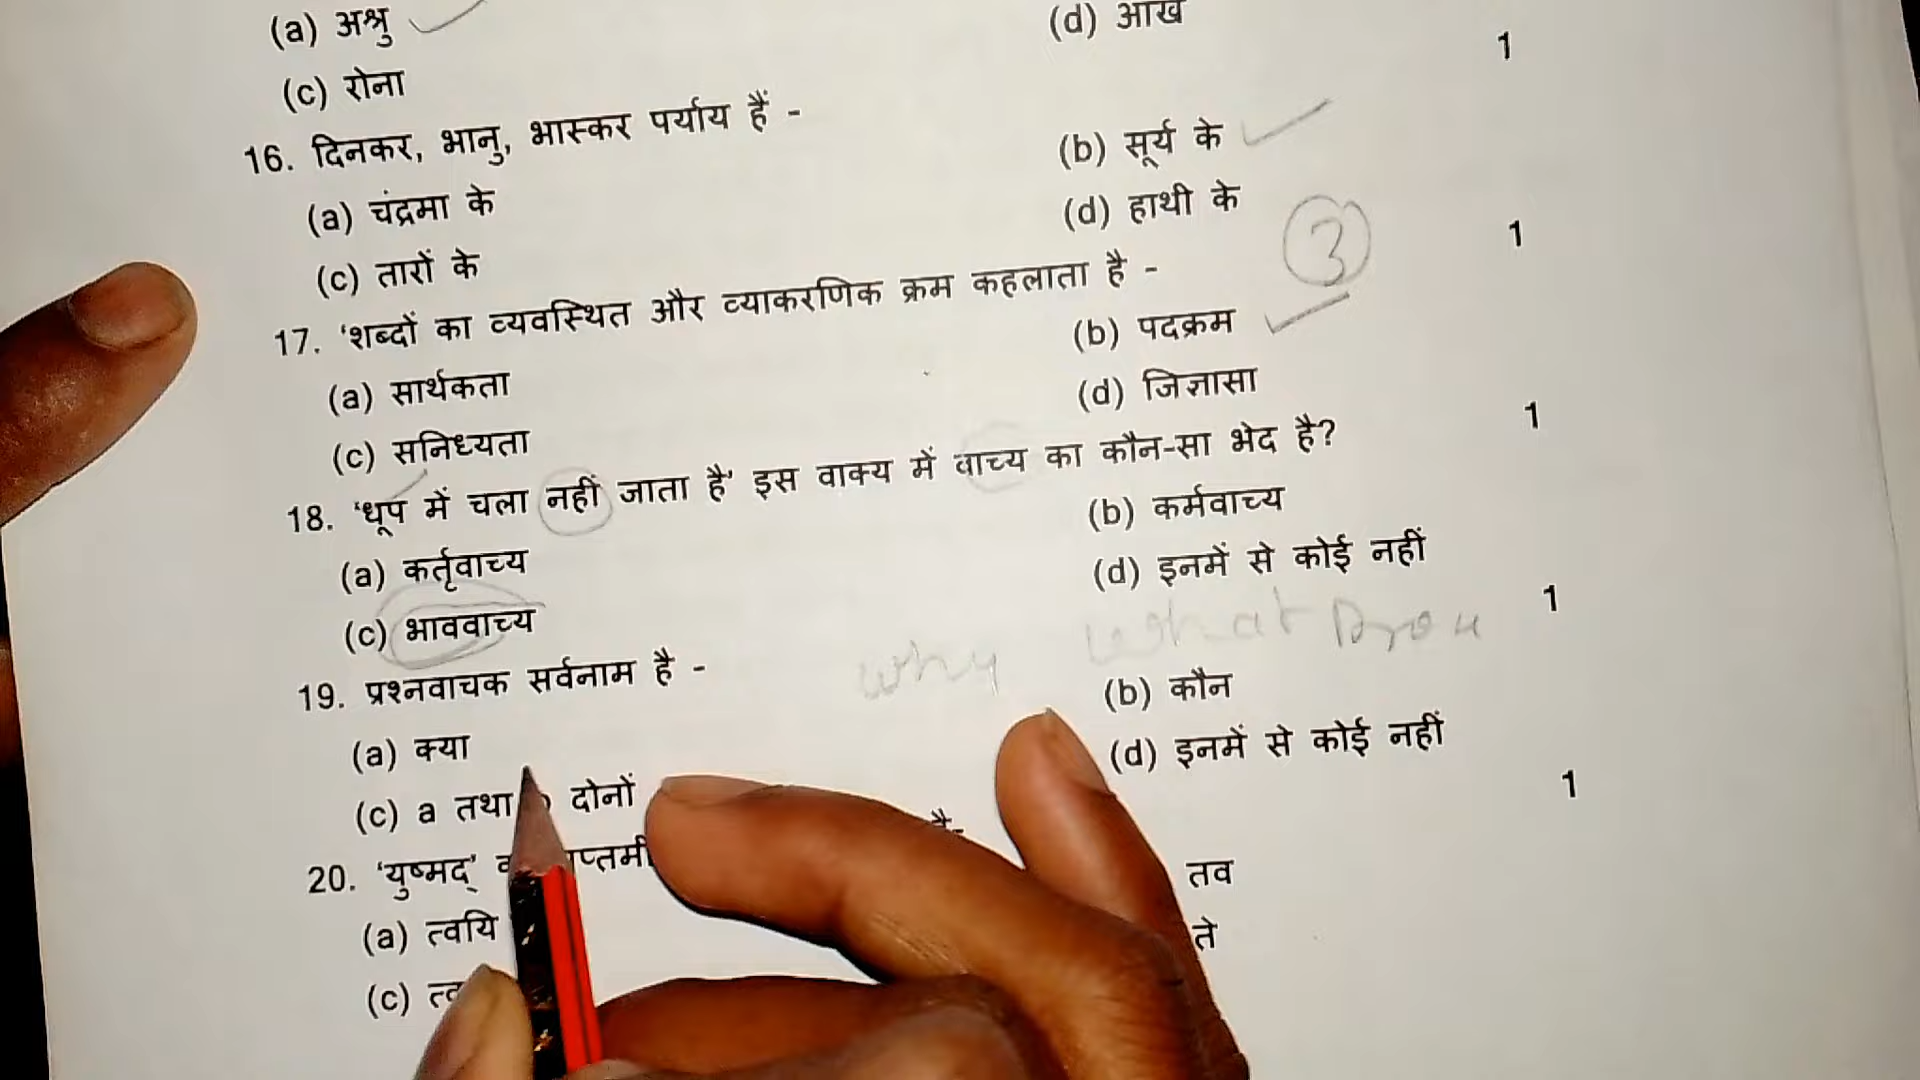 (a) अश्रु
(d) आँख
(c) रोना
1
16. दिनकर, भानु, भास्कर पर्याय हैं -
(a) चंद्रमा के
(b) सूर्य के
(c) तारों के
(d) हाथी के
3
1
17. 'शब्दों का व्यवस्थित और व्याकरणिक क्रम कहलाता है -
(a) सार्थकता
(b) पदक्रम
(c) सनिध्यता
(d) जिज्ञासा
1
18. 'धूप में चला नहीं जाता है' इस वाक्य में वाच्य का कौन-सा भेद है?
(a) कर्तृवाच्य
(b) कर्मवाच्य
(c) भाववाच्य
(d) इनमें से कोई नहीं
why what
1
19. प्रश्नवाचक सर्वनाम है -
(a) क्या
(b) कौन
(c) a तथा दोनों
(d) इनमें से कोई नहीं
1
20. 'युष्मद्' है-
(a) त्वयि
तव
(c)
ते